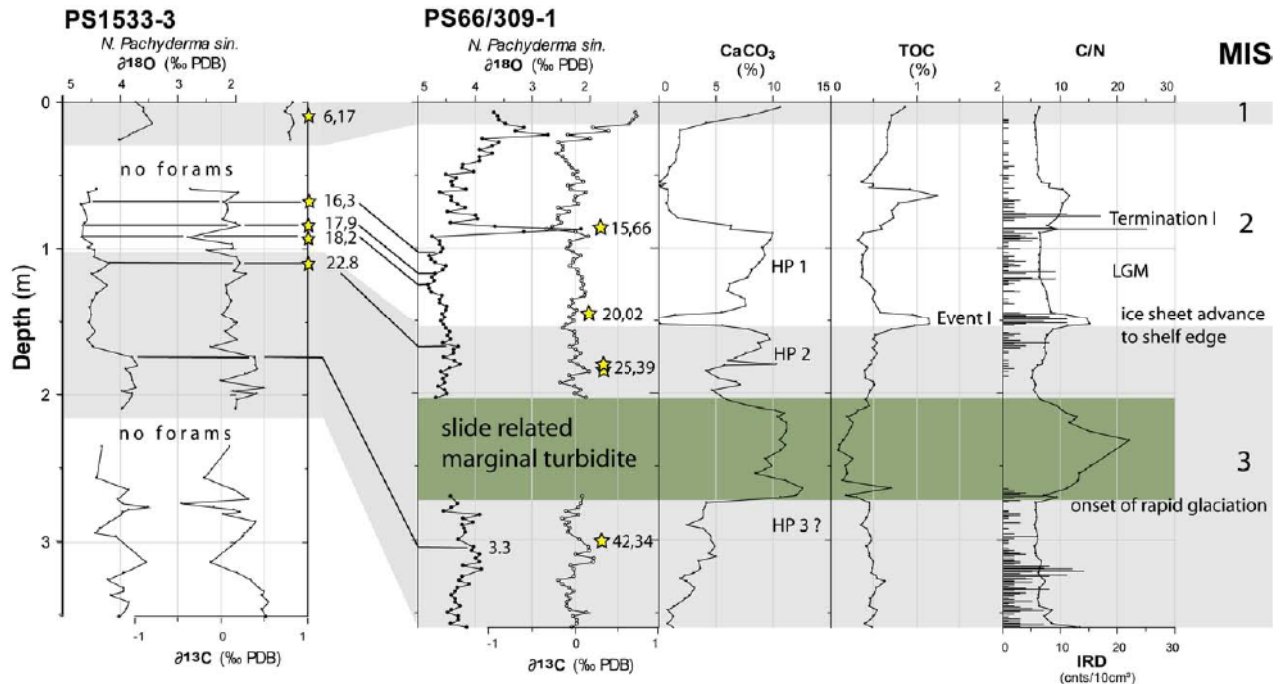 PS1533-3
N. Pachyderma sin.
∂18O (‰ PDB)
5 4 3 2
PS66/309-1
N. Pachyderma sin.
∂18O (‰ PDB)
5 4 3 2 1
CaCO3
(%)
0 5 10 15
TOC
(%)
0 1 2
C/N
0 10 20 30
MIS
Depth (m)
0
1
2
3
6,17
no forams
16,3
17,9
18,2
22.8
no forams
-1 0 1
∂13C (‰ PDB)
15,66
20,02
25,39
slide related
marginal turbidite
3.3
42,34
-1 0 1
∂13C (‰ PDB)
HP 1
HP 2
HP 3 ?
Event I
Termination I
LGM
ice sheet advance
to shelf edge
onset of rapid glaciation
0 10 20 30
IRD
(cnts/10cm³)
1
2
3